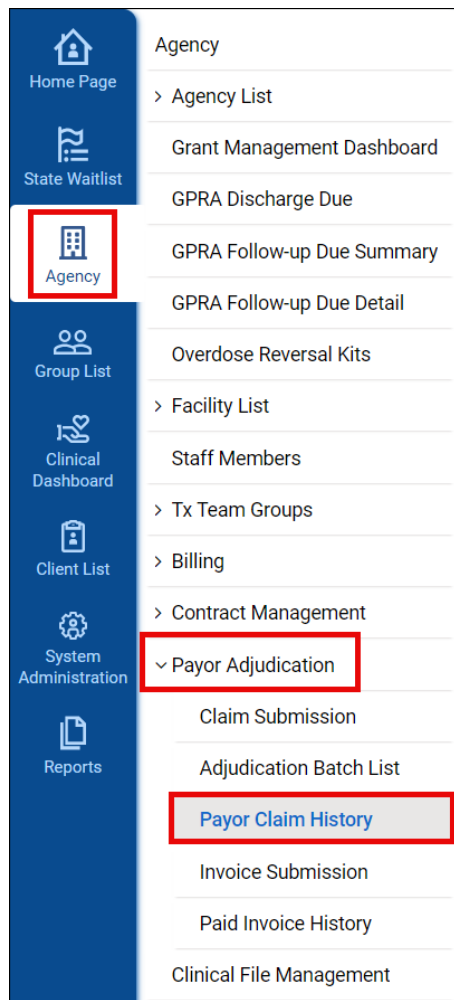 Home Page
State Waitlist
Agency
Group List
Clinical
Dashboard
Client List
System
Administration
Reports
Agency
Agency List
Grant Management Dashboard
GPRA Discharge Due
GPRA Follow-up Due Summary
GPRA Follow-up Due Detail
Overdose Reversal Kits
Facility List
Staff Members
Tx Team Groups
Billing
Contract Management
Payor Adjudication
Claim Submission
Adjudication Batch List
Payor Claim History
Invoice Submission
Paid Invoice History
Clinical File Management